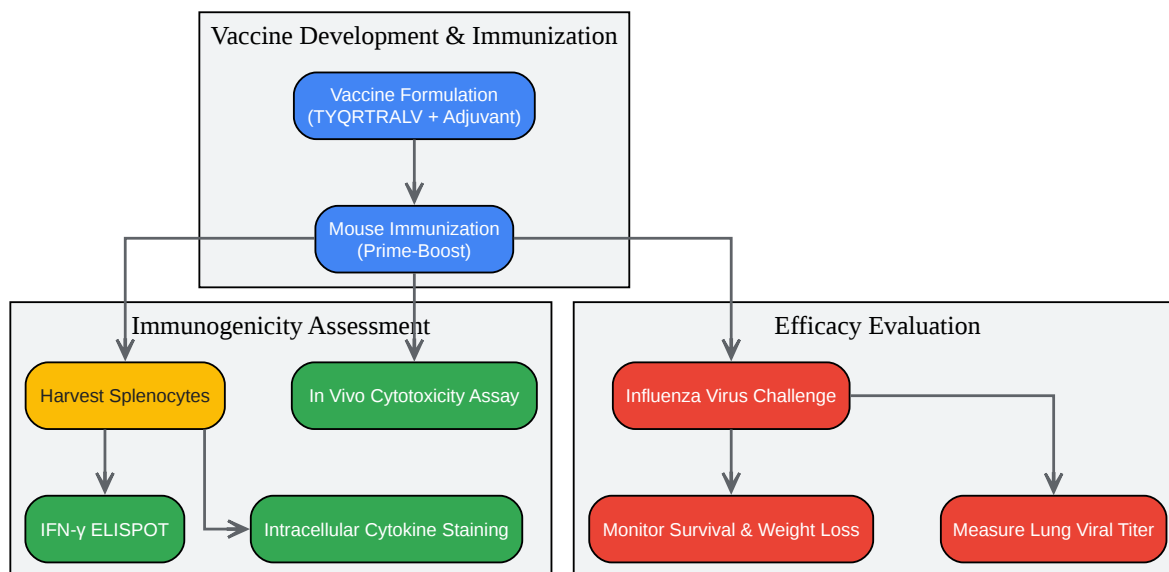 Vaccine Development & Immunization
Vaccine Formulation
(TYQRTRALV + Adjuvant)
Mouse Immunization
(Prime-Boost)
Immunogenicity Assessment
Efficacy Evaluation
Harvest Splenocytes
In Vivo Cytotoxicity Assay
Influenza Virus Challenge
IFN-γ ELISPOT
Intracellular Cytokine Staining
Monitor Survival & Weight Loss
Measure Lung Viral Titer